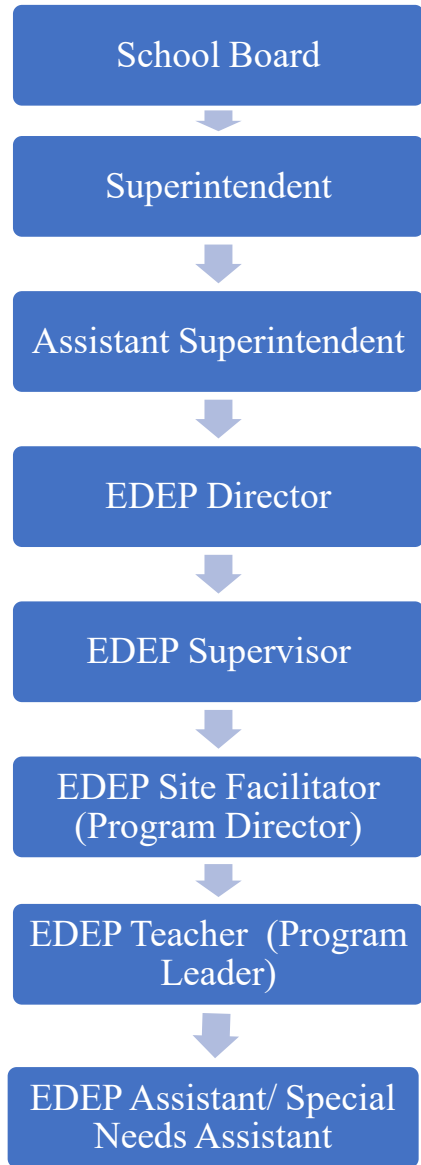 School Board
Superintendent
Assistant Superintendent
EDEP Director
EDEP Supervisor
EDEP Site Facilitator
(Program Director)
EDEP Teacher  (Program
Leader)
EDEP Assistant/ Special
Needs Assistant